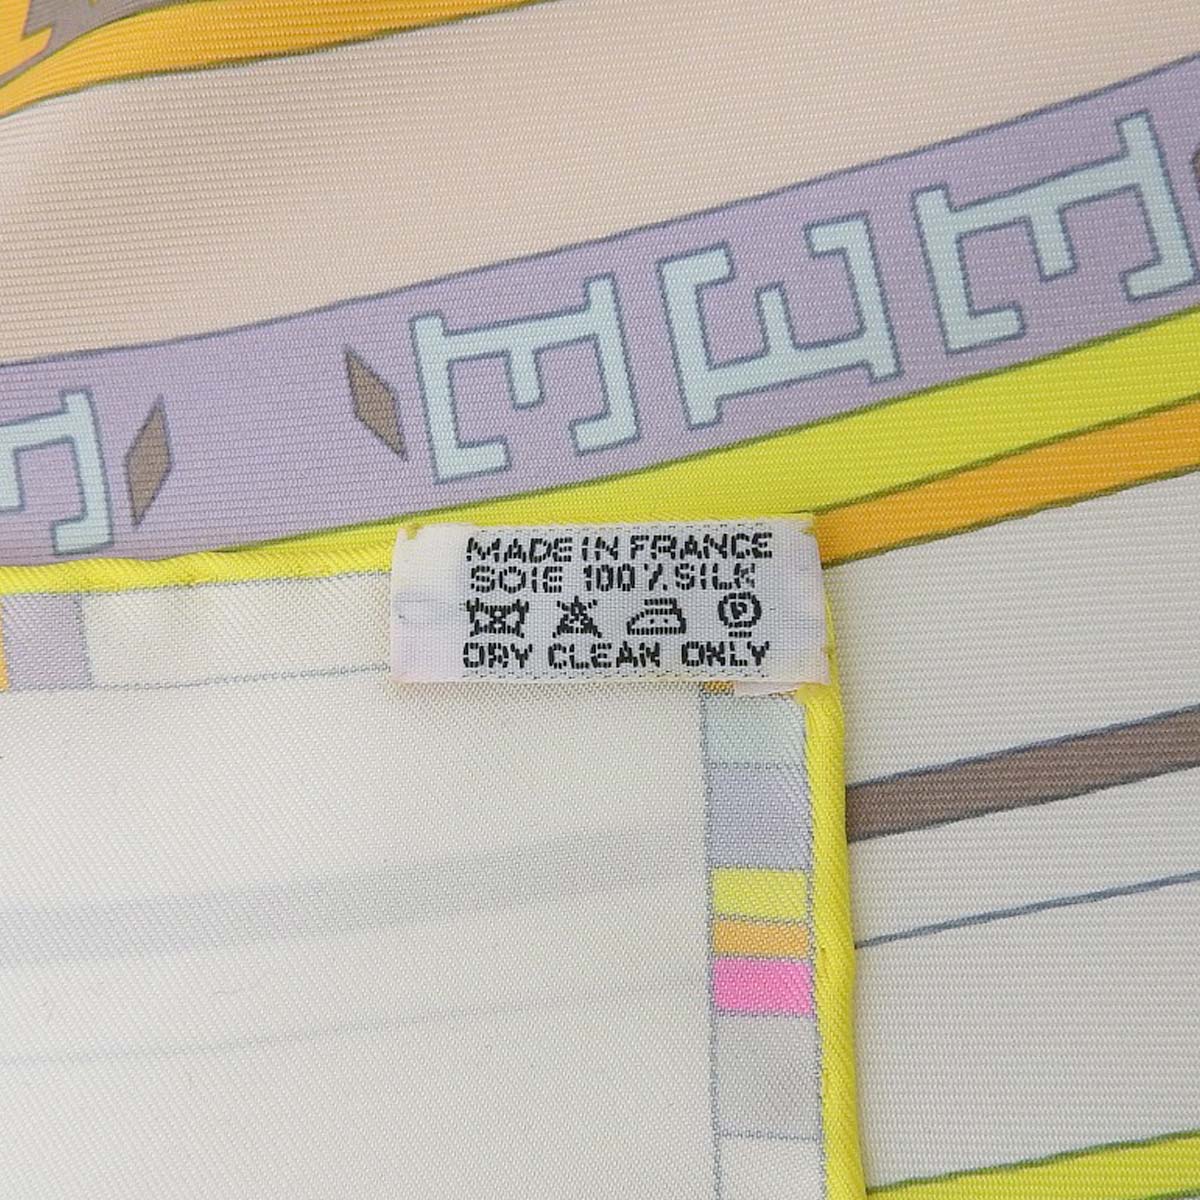 MADE IN FRANCE
SOIE 100% SILK
P
DRY CLEAN ONLY